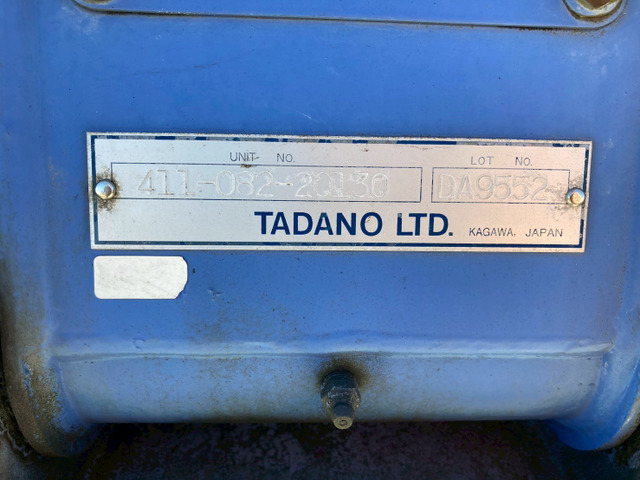 UNIT NO. LOT NO.
411-082-20130 DA9552
TADANO LTD. KAGAWA, JAPAN